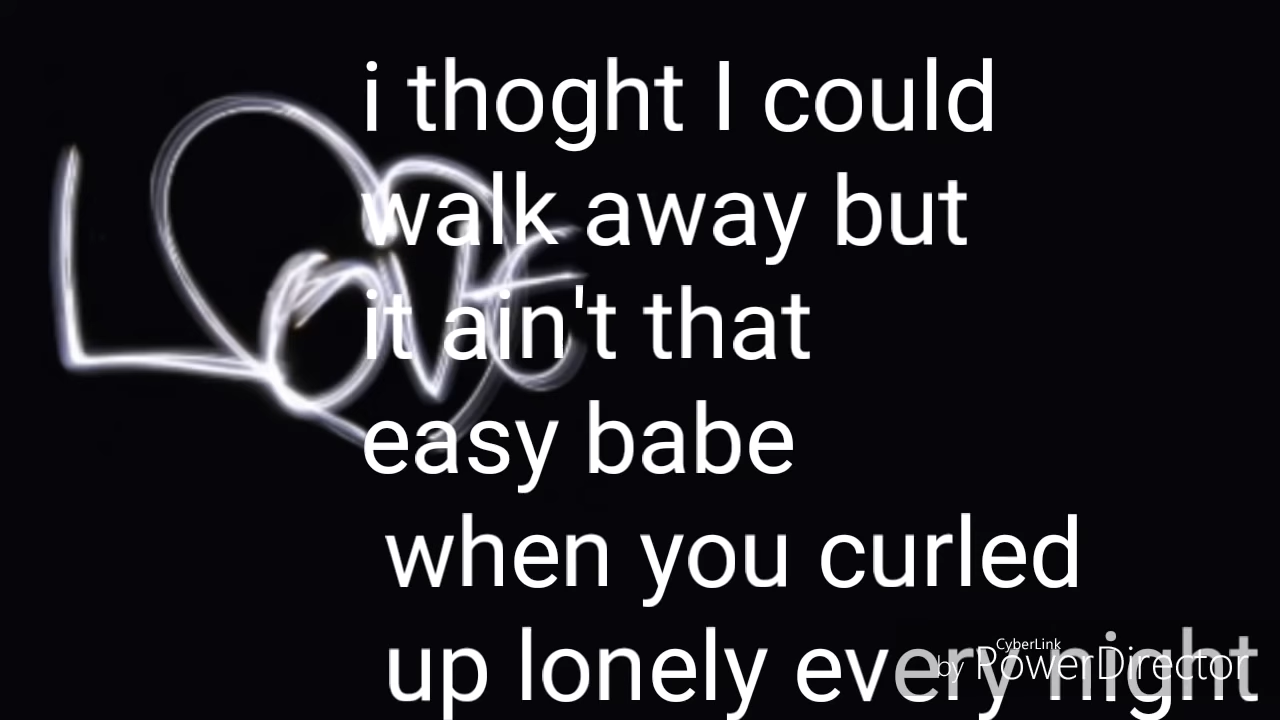 i thoght I could
walk away but
it ain't that
easy babe
when you curled
up lonely every night
LOVE
CyberLink
by PowerDirector